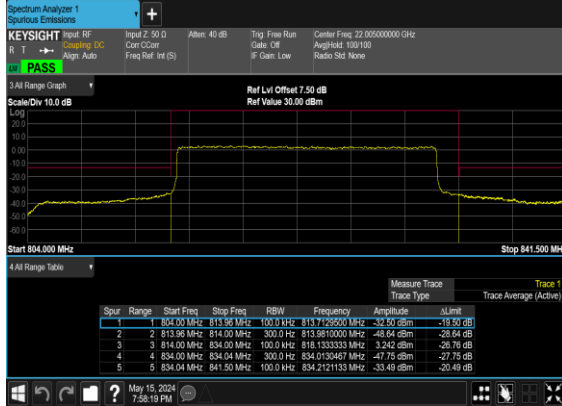 Spectrum Analyzer 1
Spurious Emissions
+
KEYSIGHT Input: RF Input Z: 50 Ω Atten: 40 dB Trig: Free Run Center Freq: 22.005000000 GHz
R T Coupling: DC Corr CCorr Gate: Off Avg|Hold: 100/100
Align: Auto Freq Ref: Int (S) IF Gain: Low Radio Std: None
PASS
3 All Range Graph
Ref Lvl Offset 7.50 dB
Scale/Div 10.0 dB Ref Value 30.00 dBm
Log
20.0
10.0
0.00
-10.0
-20.0
-30.0
-40.0
-50.0
-60.0
Start 804.000 MHz Stop 841.500 MH
4 All Range Table
Measure Trace Trace 1
Trace Type Trace Average (Active)
Spur Range Start Freq Stop Freq RBW Frequency Amplitude ΔLimit
1 1 804.00 MHz 813.96 MHz 100.0 kHz 813.7129500 MHz -32.50 dBm -19.50 dB
2 2 813.96 MHz 814.00 MHz 300.0 Hz 813.9810000 MHz -48.64 dBm -28.64 dB
3 3 814.00 MHz 834.00 MHz 100.0 kHz 818.1333333 MHz 3.242 dBm -26.76 dB
4 4 834.00 MHz 834.04 MHz 300.0 Hz 834.0130467 MHz -47.75 dBm -27.75 dB
5 5 834.04 MHz 841.50 MHz 100.0 kHz 834.2121133 MHz -33.49 dBm -20.49 dB
?
May 15, 2024
7:58:19 PM